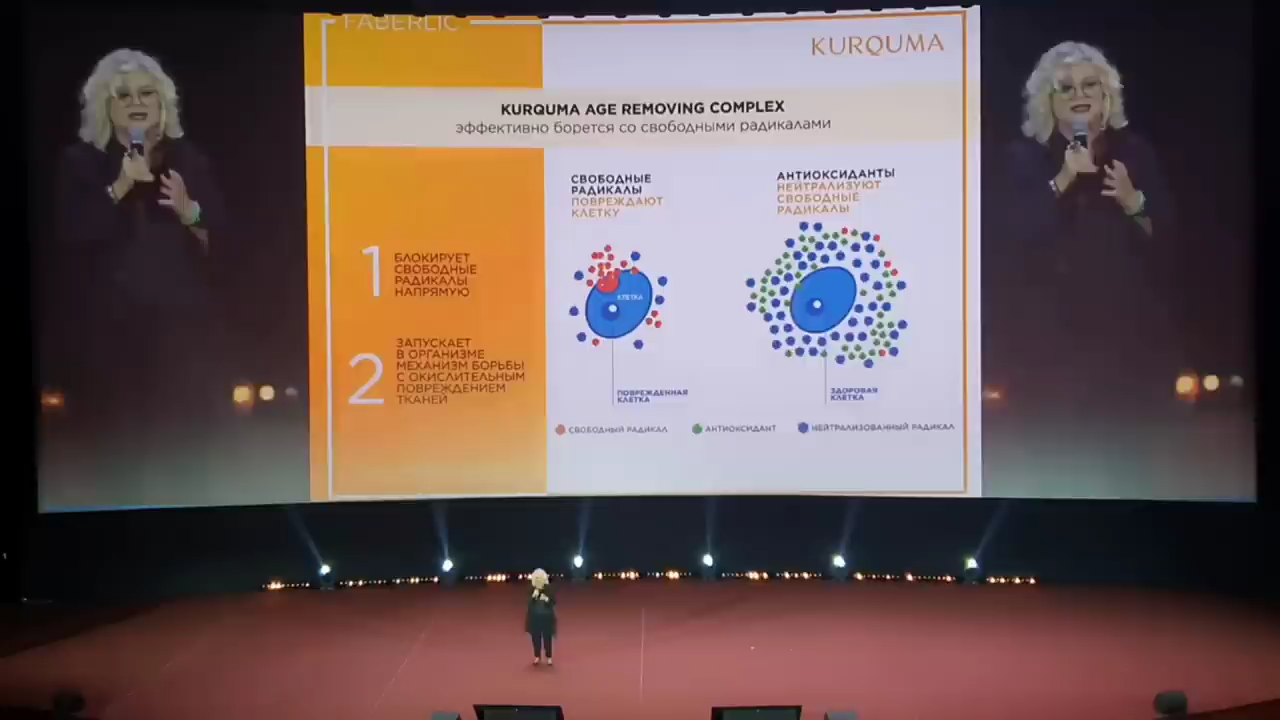 FABERLIC
KURQUMA
KURQUMA AGE REMOVING COMPLEX
эффективно борется со свободными радикалами
1
БЛОКИРУЕТ
СВОБОДНЫЕ
РАДИКАЛЫ
НАПРЯМУЮ
2
ЗАПУСКАЕТ
В ОРГАНИЗМЕ
МЕХАНИЗМ БОРЬБЫ
С ОКИСЛИТЕЛЬНЫМ
ПОВРЕЖДЕНИЕМ
ТКАНЕЙ
СВОБОДНЫЕ
РАДИКАЛЫ
ПОВРЕЖДАЮТ
КЛЕТКУ
КЛЕТКА
ПОВРЕЖДЕННАЯ
КЛЕТКА
АНТИОКСИДАНТЫ
НЕЙТРАЛИЗУЮТ
СВОБОДНЫЕ
РАДИКАЛЫ
ЗДОРОВАЯ
КЛЕТКА
СВОБОДНЫЙ РАДИКАЛ
АНТИОКСИДАНТ
НЕЙТРАЛИЗОВАННЫЙ РАДИКАЛ